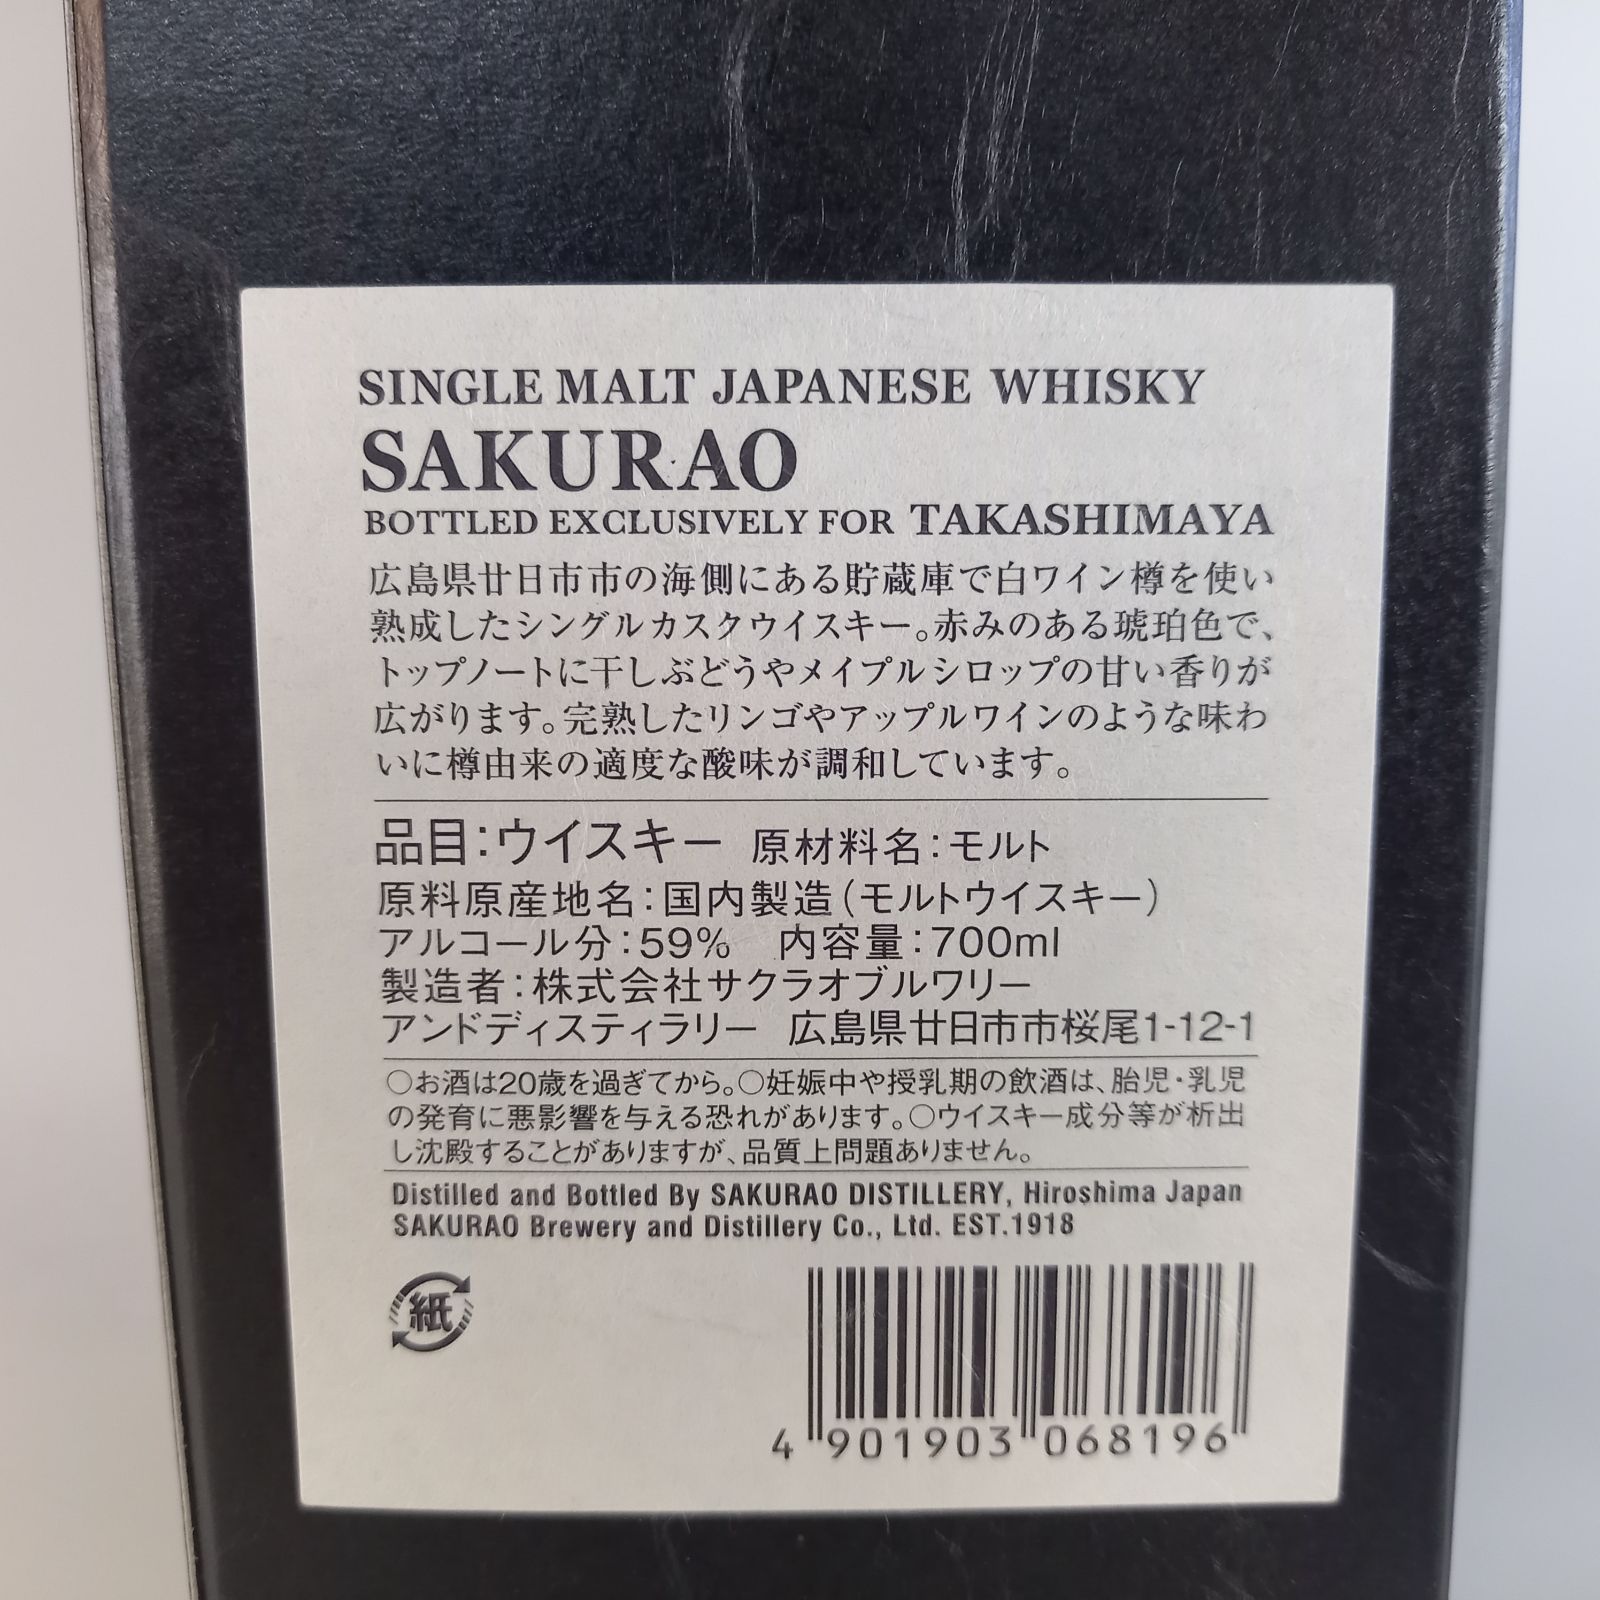 SINGLE MALT JAPANESE WHISKY
SAKURAO
BOTTLED EXCLUSIVELY FOR TAKASHIMAYA
広島県廿日市市の海側にある貯蔵庫で白ワイン樽を使い
熟成したシングルカスクウイスキー。赤みのある琥珀色で、
トップノートに干しぶどうやメイプルシロップの甘い香りが
広がります。完熟したリンゴやアップルワインのような味わ
いに樽由来の適度な酸味が調和しています。
品目:ウイスキー 原材料名:モルト
原料原産地名:国内製造(モルトウイスキー)
アルコール分:59% 内容量:700ml
製造者:株式会社サクラオブルワリー
アンドディスティラリー 広島県廿日市市桜尾1-12-1
○お酒は20歳を過ぎてから。○妊娠中や授乳期の飲酒は、胎児・乳児
の発育に悪影響を与える恐れがあります。○ウイスキー成分等が析出
し沈殿することがありますが、品質上問題ありません。
Distilled and Bottled By SAKURAO DISTILLERY, Hiroshima Japan
SAKURAO Brewery and Distillery Co., Ltd. EST.1918
紙
4 901903 068196